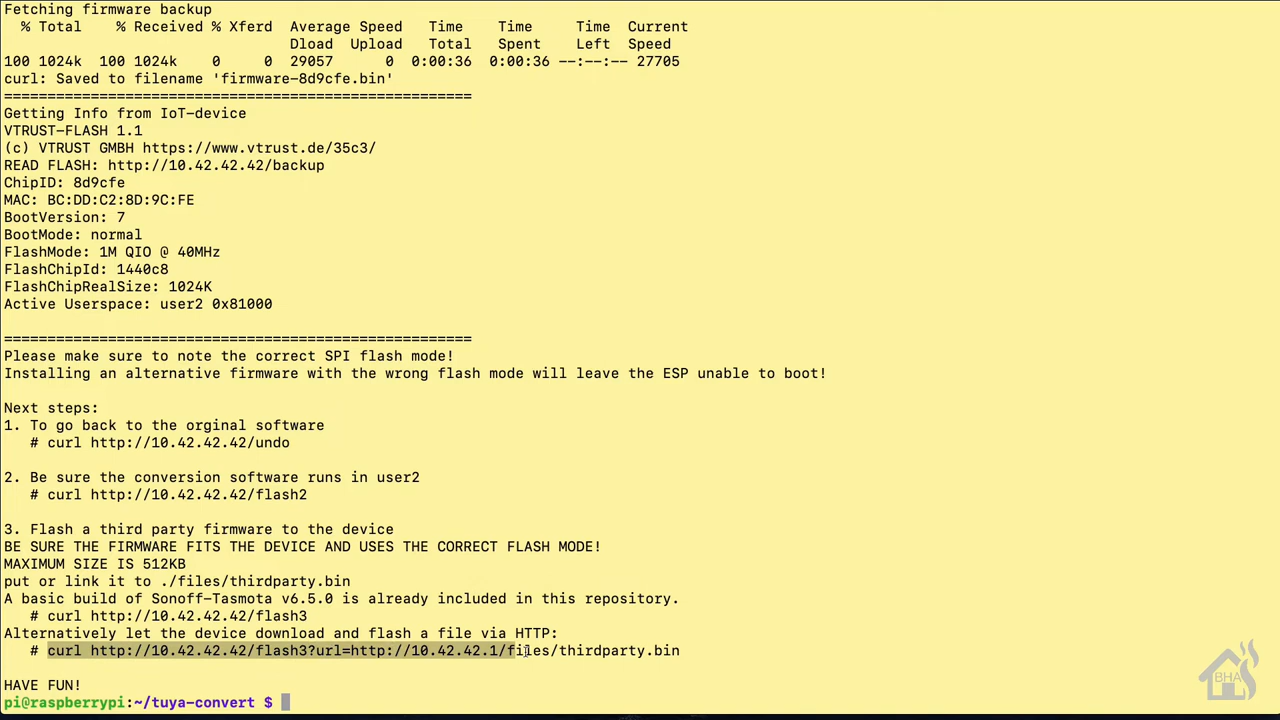 Fetching firmware backup
% Total % Received % Xferd Average Speed Time Time Time Current
Dload Upload Total Spent Left Speed
100 1024k 100 1024k 0 0 29057 0 0:00:36 0:00:36 --:--:-- 27705
curl: Saved to filename 'firmware-8d9cfe.bin'
======================================================
Getting Info from IoT-device
VTRUST-FLASH 1.1
(c) VTRUST GMBH https://www.vtrust.de/35c3/
READ FLASH: http://10.42.42.42/backup
ChipID: 8d9cfe
MAC: BC:DD:C2:8D:9C:FE
BootVersion: 7
BootMode: normal
FlashMode: 1M QIO @ 40MHz
FlashChipId: 1440c8
FlashChipRealSize: 1024K
Active Userspace: user2 0x81000
======================================================
Please make sure to note the correct SPI flash mode!
Installing an alternative firmware with the wrong flash mode will leave the ESP unable to boot!
Next steps:
1. To go back to the orginal software
# curl http://10.42.42.42/undo
2. Be sure the conversion software runs in user2
# curl http://10.42.42.42/flash2
3. Flash a third party firmware to the device
BE SURE THE FIRMWARE FITS THE DEVICE AND USES THE CORRECT FLASH MODE!
MAXIMUM SIZE IS 512KB
put or link it to ./files/thirdparty.bin
A basic build of Sonoff-Tasmota v6.5.0 is already included in this repository.
# curl http://10.42.42.42/flash3
Alternatively let the device download and flash a file via HTTP:
# curl http://10.42.42.42/flash3?url=http://10.42.42.1/files/thirdparty.bin
HAVE FUN!
pi@raspberrypi:~/tuya-convert $
BHA